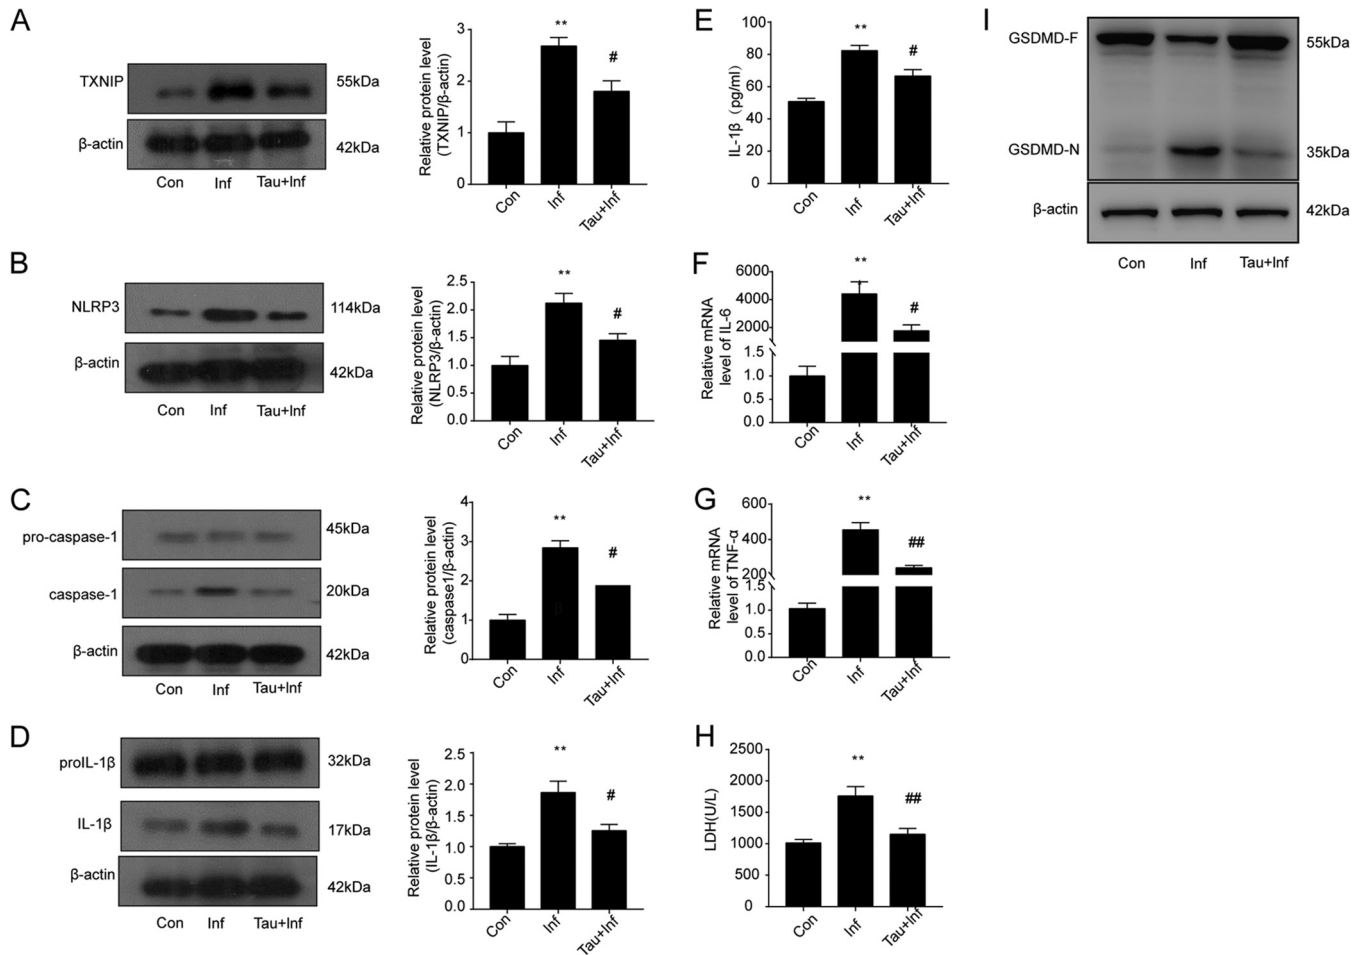 A
TXNIP
55kDa
β-actin
42kDa
Con Inf Tau+Inf
Relative protein level
(TXNIP/β-actin)
3
2
1
0
**
#
Con Inf Tau+Inf
B
NLRP3
114kDa
β-actin
42kDa
Con Inf Tau+Inf
Relative protein level
(NLRP3/β-actin)
2.5
2.0
1.5
1.0
0.5
0.0
**
#
Con Inf Tau+Inf
C
pro-caspase-1
45kDa
caspase-1
20kDa
β-actin
42kDa
Con Inf Tau+Inf
Relative protein level
(caspase1/β-actin)
4
3
2
1
0
**
#
β
Con Inf Tau+Inf
D
proIL-1β
32kDa
IL-1β
17kDa
β-actin
42kDa
Con Inf Tau+Inf
Relative protein level
(IL-1β/β-actin)
2.5
2.0
1.5
1.0
0.5
0.0
**
#
Con Inf Tau+Inf
E
IL-1β (pg/ml)
100
80
60
40
20
0
**
#
Con Inf Tau+Inf
F
Relative mRNA
level of IL-6
6000
4000
2000
1.5
1.0
0.5
0.0
**
#
Con Inf Tau+Inf
G
Relative mRNA
level of TNF-α
600
400
200
1.5
1.0
0.5
0.0
**
##
Con Inf Tau+Inf
H
LDH(U/L)
2500
2000
1500
1000
500
0
**
##
Con Inf Tau+Inf
I
GSDMD-F
55kDa
GSDMD-N
35kDa
β-actin
42kDa
Con Inf Tau+Inf